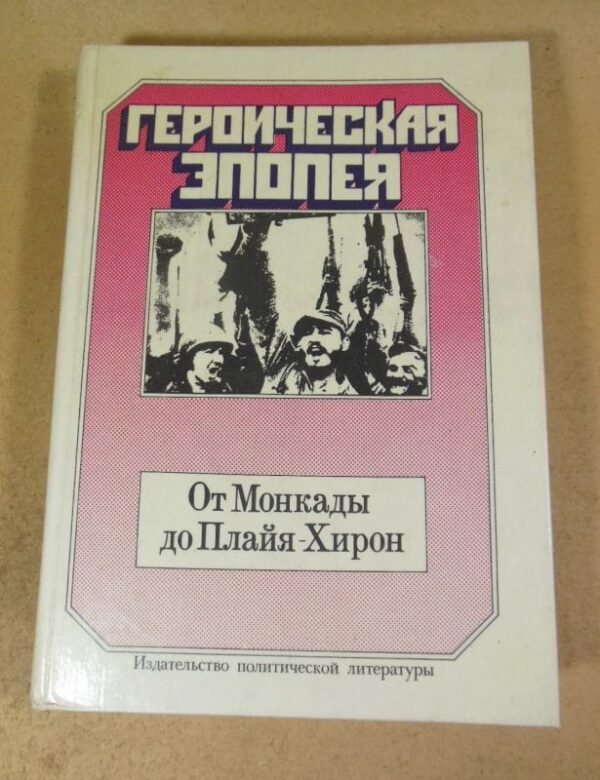 ГЕРОИЧЕСКАЯ
ЭПОПЕЯ
От Монкады
до Плайя-Хирон
Издательство политической литературы